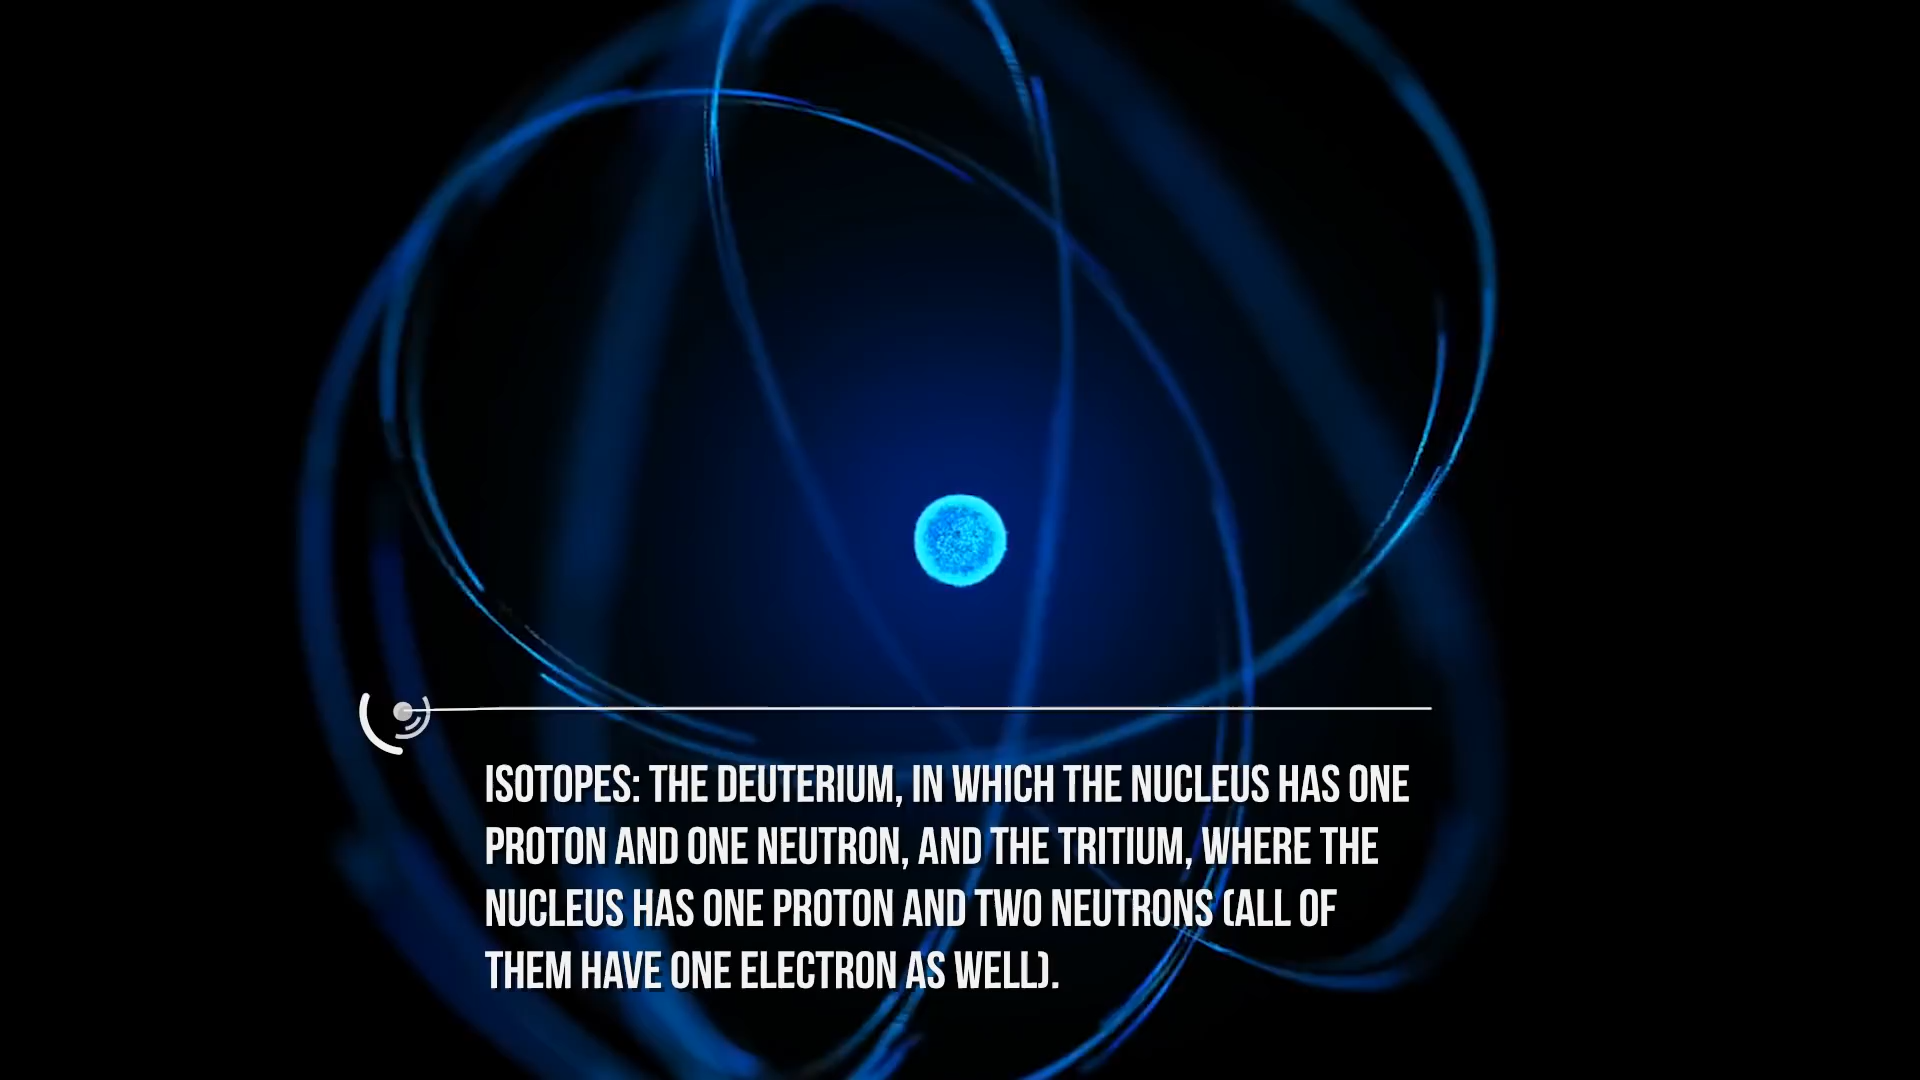 ISOTOPES: THE DEUTERIUM, IN WHICH THE NUCLEUS HAS ONE
PROTON AND ONE NEUTRON, AND THE TRITIUM, WHERE THE
NUCLEUS HAS ONE PROTON AND TWO NEUTRONS (ALL OF
THEM HAVE ONE ELECTRON AS WELL).